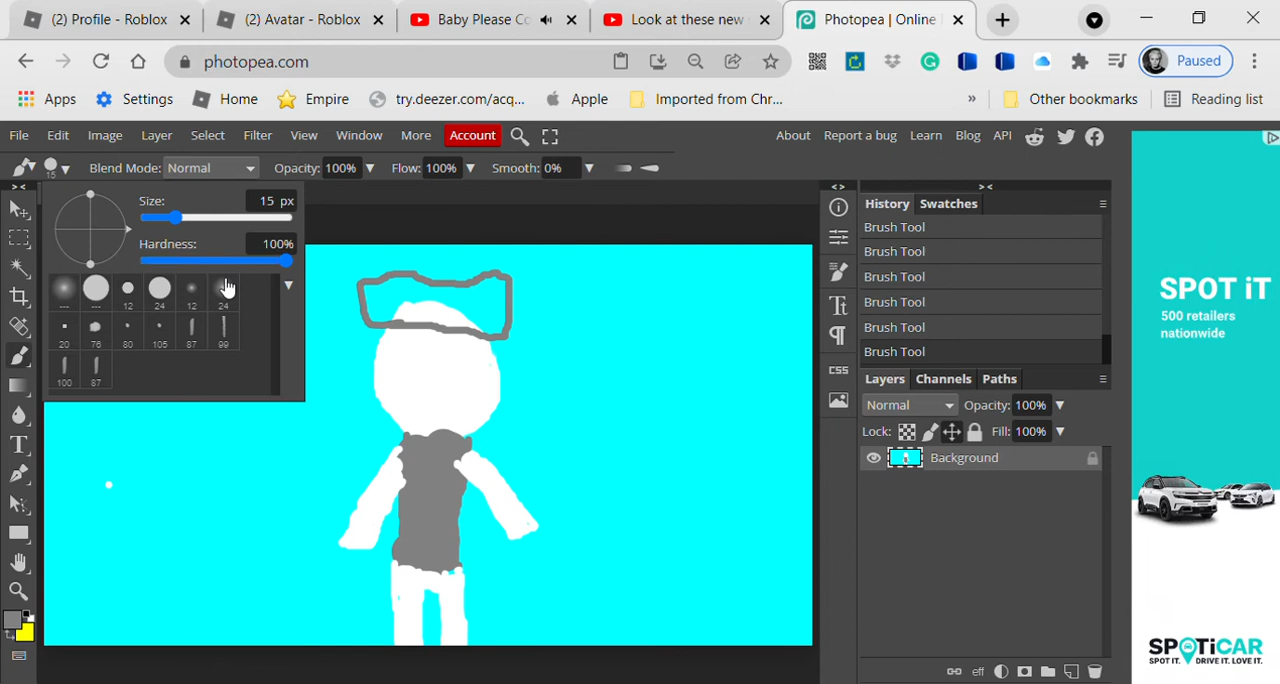 (2) Profile - Roblox
(2) Avatar - Roblox
Baby Please Co
Look at these new
Photopea | Online
photopea.com
Paused
Apps
Settings
Home
Empire
try.deezer.com/acq...
Apple
Imported from Chr...
»
Other bookmarks
Reading list
File Edit Image Layer Select Filter View Window More Account
About Report a bug Learn Blog API
15
Blend Mode: Normal
Opacity: 100%
Flow: 100%
Smooth: 0%
Size: 15 px
Hardness: 100%
--- --- 12 24 12 24
20 76 80 105 87 99
100 87
History Swatches
Brush Tool
Brush Tool
Brush Tool
Brush Tool
Brush Tool
Brush Tool
CSS
Layers Channels Paths
Normal Opacity: 100%
Lock: Fill: 100%
Background
eff
SPOT iT
500 retailers
nationwide
SPOTiCAR
SPOT IT. DRIVE IT. LOVE IT.